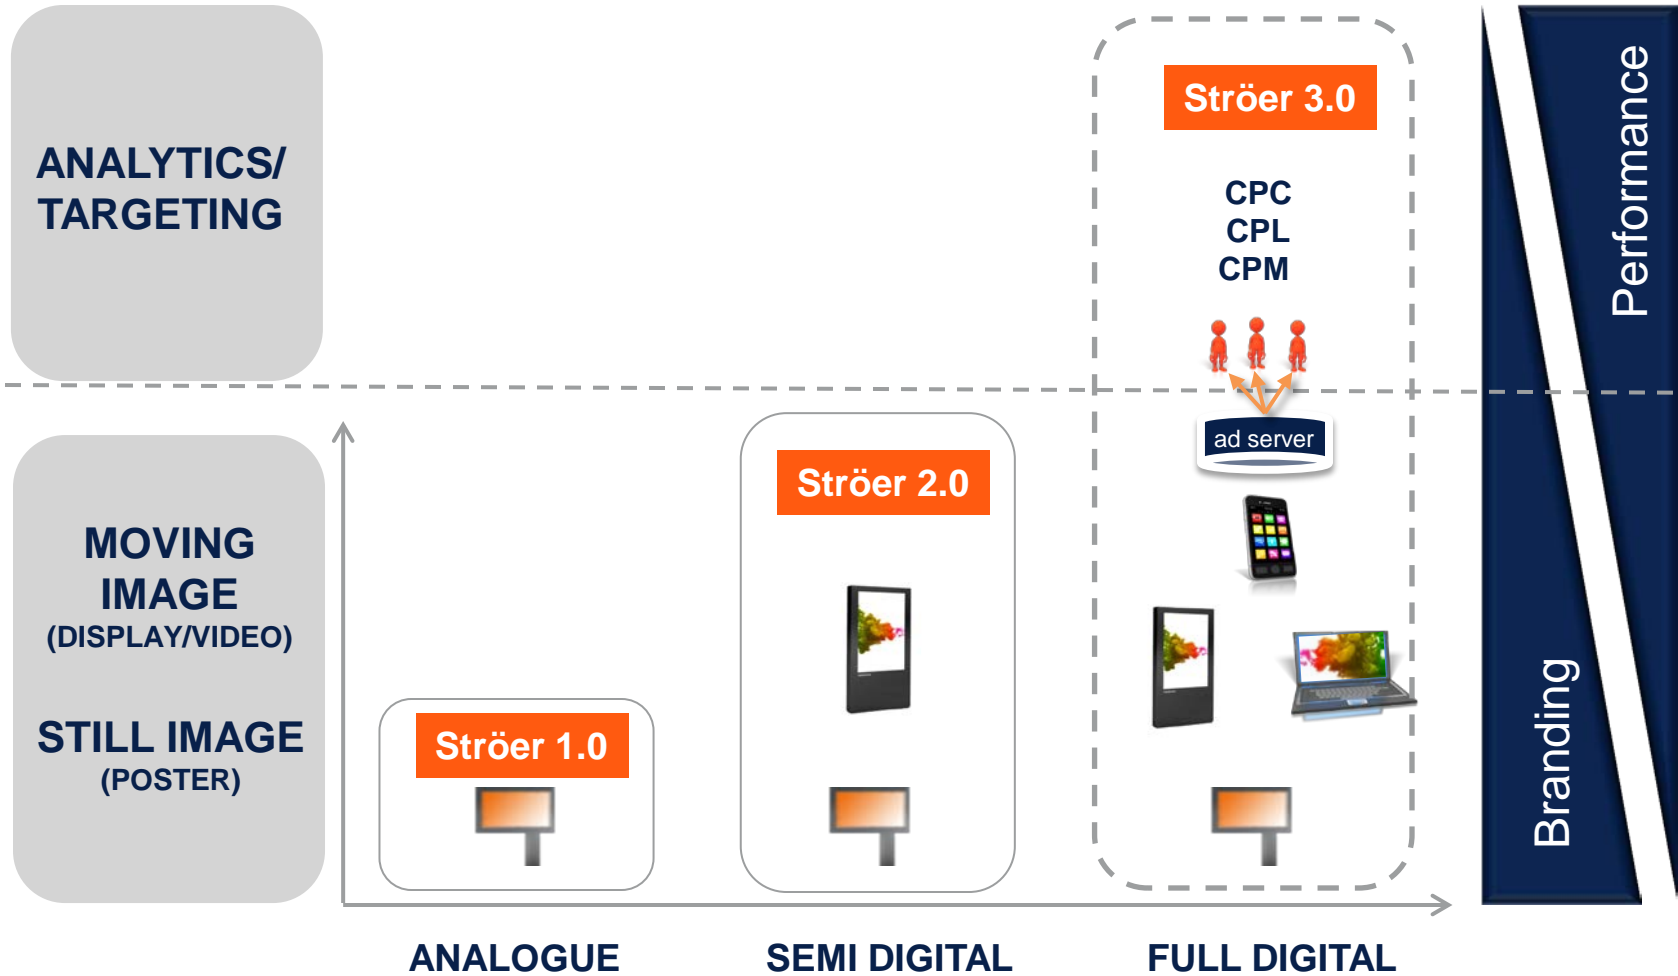 ANALYTICS/
TARGETING
MOVING
IMAGE
(DISPLAY/VIDEO)
STILL IMAGE
(POSTER)
Ströer 1.0
Ströer 2.0
Ströer 3.0
CPC
CPL
CPM
ad server
ANALOGUE
SEMI DIGITAL
FULL DIGITAL
Branding
Performance